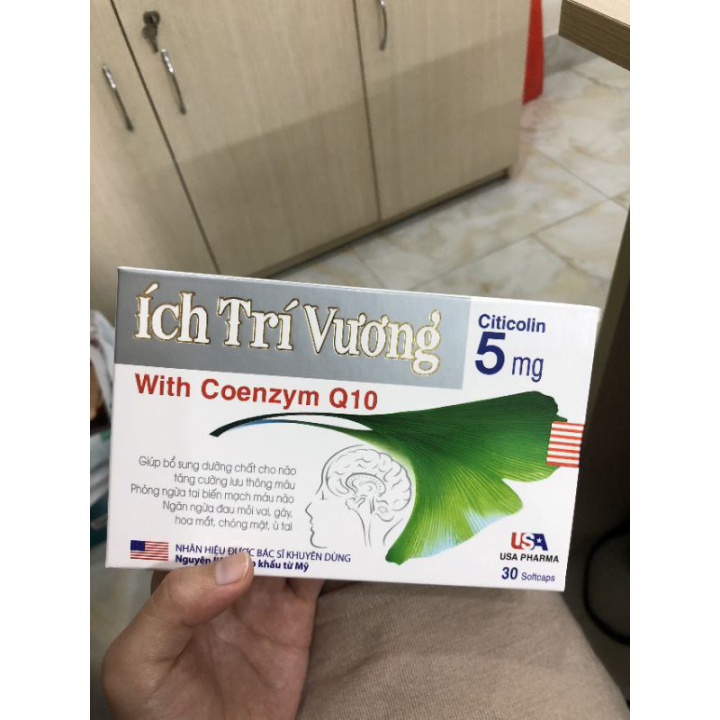 Ích Trí Vương
Citicolin
5 mg
With Coenzym Q10
Giúp bổ sung dưỡng chất cho não
tăng cường lưu thông máu
Phòng ngừa tai biến mạch máu não
Ngăn ngừa đau mỏi vai, gáy,
hoa mắt, chóng mặt, ù tai
NHÃN HIỆU ĐƯỢC BÁC SĨ KHUYÊN DÙNG
Nguyên khẩu từ Mỹ
USA
USA PHARMA
30 Softcaps